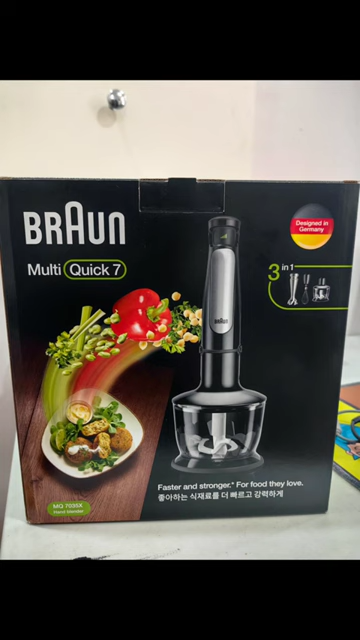 BRAUN
Designed in
Germany
Multi Quick 7
3 in 1
BRAUN
Faster and stronger.* For food they love.
좋아하는 식재료를 더 빠르고 강력하게
MQ 7035X
Hand blender